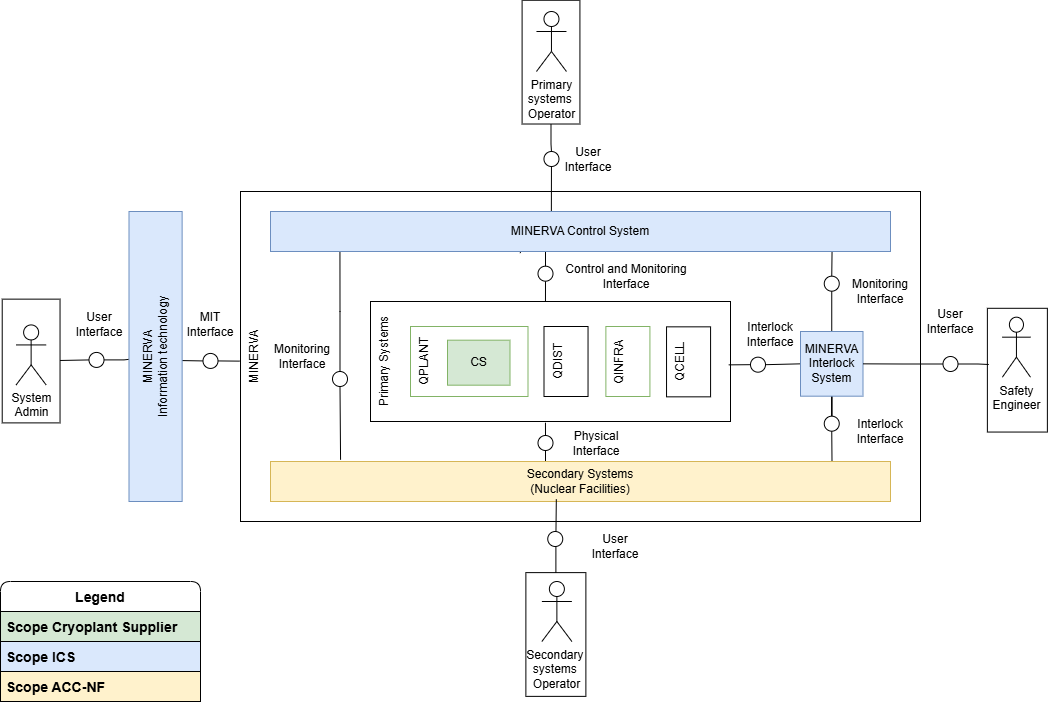 Primary
systems
Operator
User
Interface
MINERVA Control System
Control and Monitoring
Interface
Monitoring
Interface
Monitoring
Interface
MINERVA
Information technology
MIT
Interface
User
Interface
System
Admin
MINERVA
Primary Systems
QPLANT
CS
QDIST
QINFRA
QCELL
Interlock
Interface
MINERVA
Interlock
System
User
Interface
Safety
Engineer
Interlock
Interface
Physical
Interface
Secondary Systems
(Nuclear Facilities)
User
Interface
Secondary
systems
Operator
Legend
Scope Cryoplant Supplier
Scope ICS
Scope ACC-NF